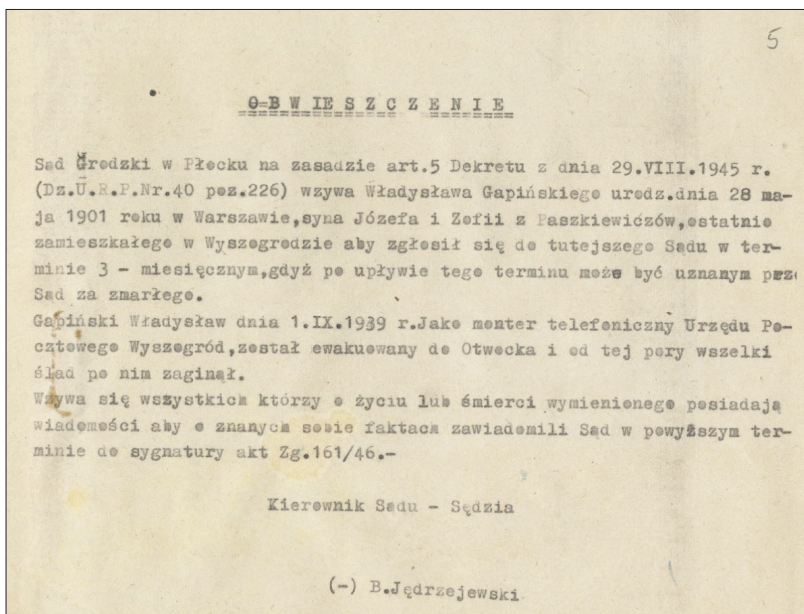 5
OBWIESZCZENIE
Sad Grodzki w Płocku na zasadzie art.5 Dekretu z dnia 29.VIII.1945 r.
(Dz.U.R.P.Nr.40 poz.226) wzywa Władysława Gapińskiego urodz.dnia 28 ma-
ja 1901 roku w Warszawie,syna Józefa i Zofii z Paszkiewiczów,ostatnio
zamieszkałego w Wyszogrodzie aby zgłosił się do tutejszego Sadu w ter-
minie 3 - miesięcznym,gdyż po upływie tego terminu może być uznanym prze
Sad za zmarłego.
Gapiński Władysław dnia 1.IX.1939 r.Jako monter telefoniczny Urzędu Po-
cztowego Wyszogród,został ewakuowany do Otwocka i od tej pory wszelki
ślad po nim zaginął.
Wzywa się wszystkich którzy o życiu lub śmierci wymienionego posiadają
wiadomości aby o znanych sobie faktach zawiadomili Sąd w powyższym ter-
minie do sygnatury akt Zg.161/46.-
Kierownik Sadu - Sędzia
(-) B.Jędrzejewski